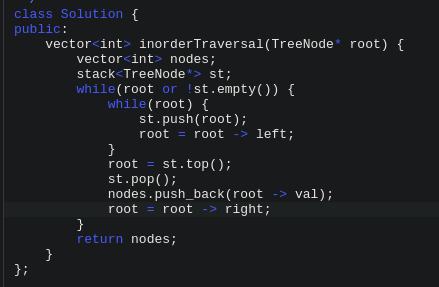 class Solution {
public:
    vector<int> inorderTraversal(TreeNode* root) {
        vector<int> nodes;
        stack<TreeNode*> st;
        while(root or !st.empty()) {
            while(root) {
                st.push(root);
                root = root -> left;
            }
            root = st.top();
            st.pop();
            nodes.push_back(root -> val);
            root = root -> right;
        }
        return nodes;
    }
};